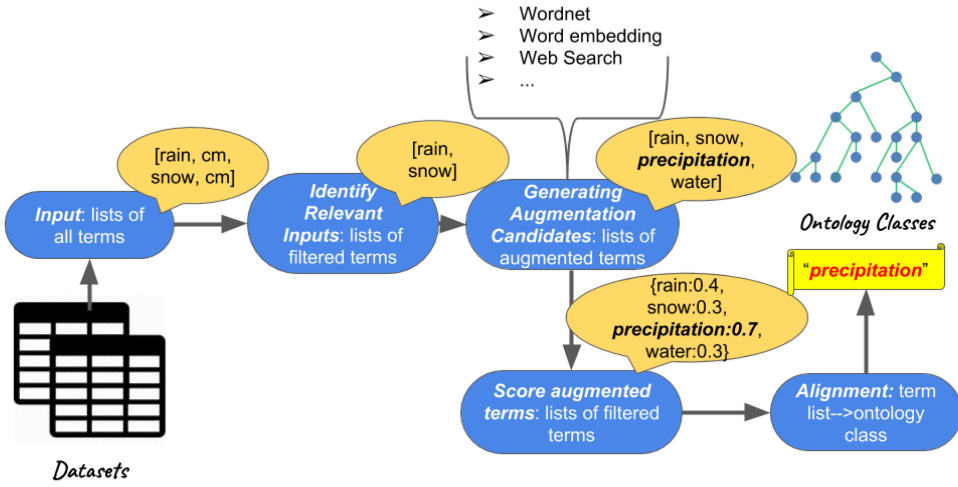 ➢ Wordnet
➢ Word embedding
➢ Web Search
➢ ...
[rain, cm,
snow, cm]
[rain,
snow]
[rain, snow,
precipitation,
water]
Input: lists of
all terms
Identify
Relevant
Inputs: lists of
filtered terms
Generating
Augmentation
Candidates: lists of
augmented terms
Ontology Classes
“precipitation”
{rain:0.4,
snow:0.3,
precipitation:0.7,
water:0.3}
Score augmented
terms: lists of filtered
terms
Alignment: term
list-->ontology
class
Datasets